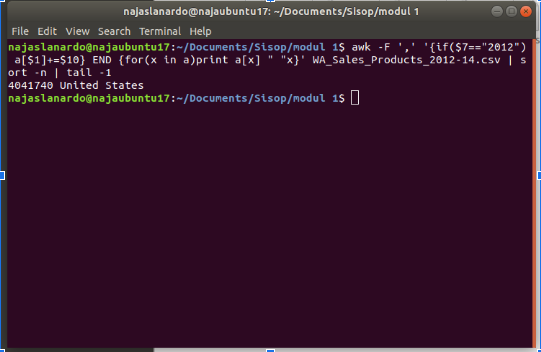 najaslanardo@najaubuntu17: ~/Documents/Sisop/modul 1
File Edit View Search Terminal Help
najaslanardo@najaubuntu17:~/Documents/Sisop/modul 1$ awk -F ',' '{if($7=="2012")
 a[$1]+=$10} END {for(x in a)print a[x] " "x}' WA_Sales_Products_2012-14.csv | s
ort -n | tail -1
4041740 United States
najaslanardo@najaubuntu17:~/Documents/Sisop/modul 1$